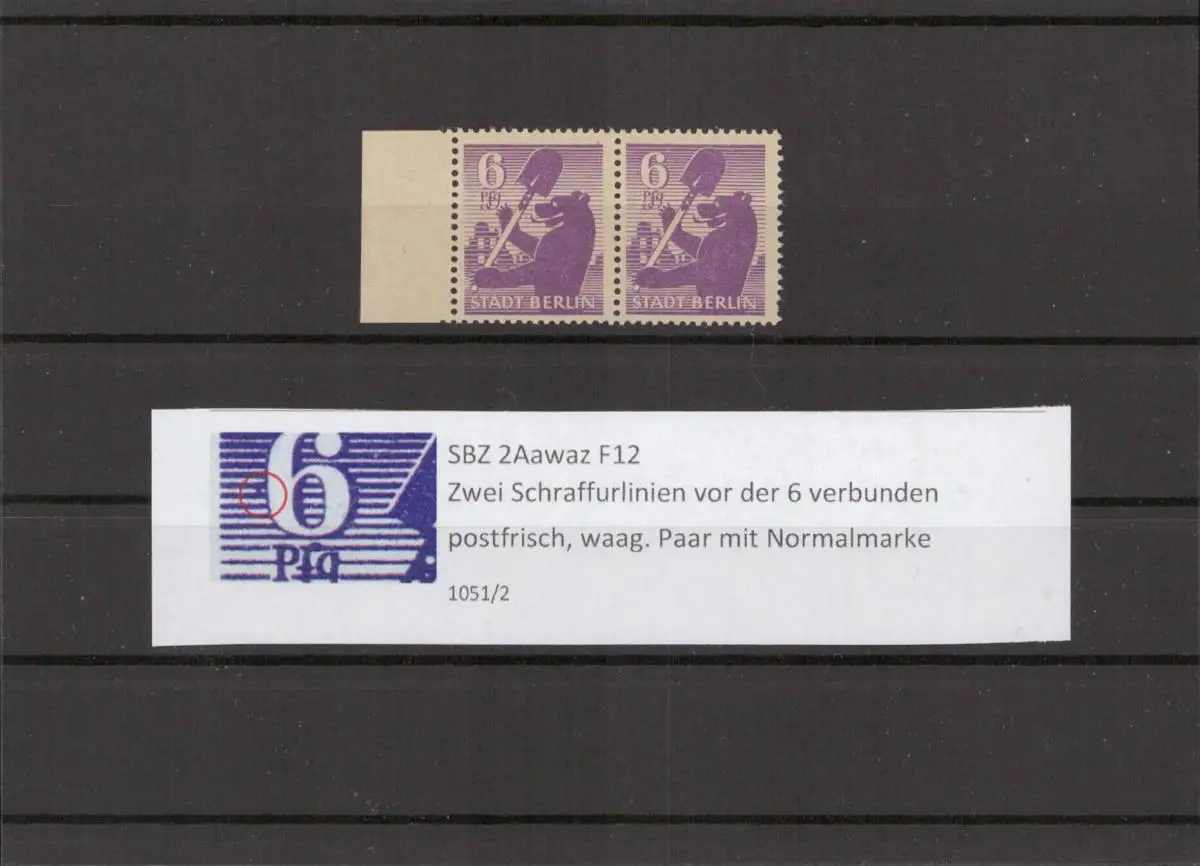 6 6
Pfg Pfg
STADT BERLIN STADT BERLIN
SBZ 2Aawaz F12
6
Zwei Schraffurlinien vor der 6 verbunden
Pfg
postfrisch, waag. Paar mit Normalmarke
1051/2